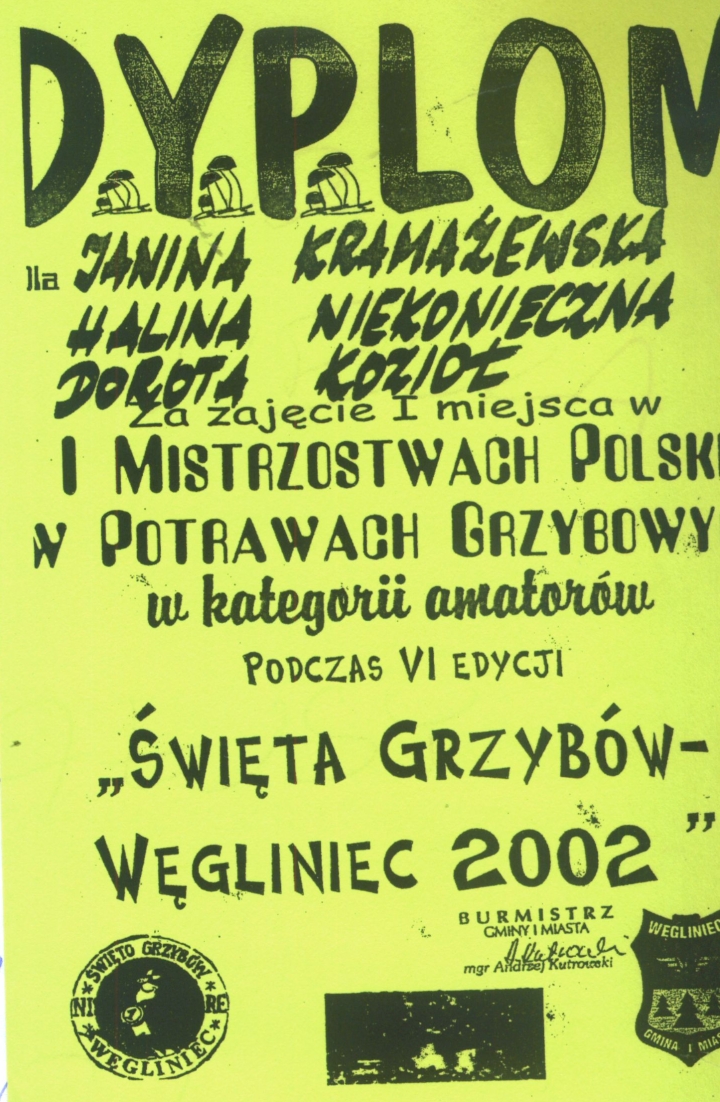 DYPLOM
dla JANINA KRAMAŻEWSKA
HALINA NIEKONIECZNA
DOROTA KOZIOŁ
Za zajęcie I miejsca w
I MISTRZOSTWACH POLSKI
w POTRAWACH GRZYBOWY
w kategorii amatorów
PODCZAS VI EDYCJI
„ŚWIĘTA GRZYBÓW-
WĘGLINIEC 2002”
BURMISTRZ
GMINY I MIASTA
mgr Andrzej Kutrowski
ŚWIĘTO GRZYBÓW
WĘGLINIEC
WĘGLINIEC
GMINA I MIAS